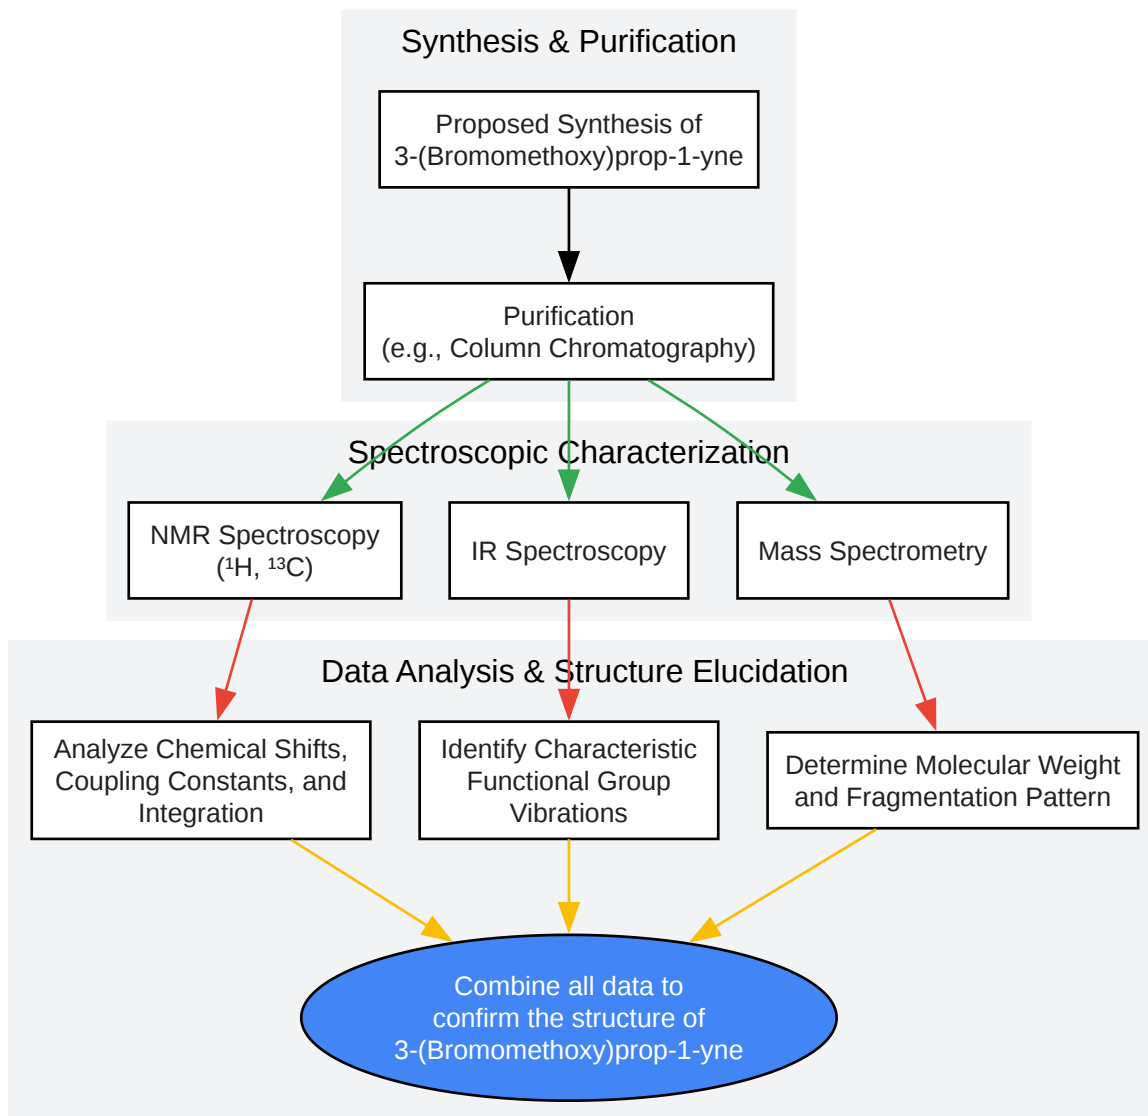 Synthesis & Purification
Proposed Synthesis of
3-(Bromomethoxy)prop-1-yne
Purification
(e.g., Column Chromatography)
Spectroscopic Characterization
NMR Spectroscopy
(¹H, ¹³C)
IR Spectroscopy
Mass Spectrometry
Data Analysis & Structure Elucidation
Analyze Chemical Shifts,
Coupling Constants, and
Integration
Identify Characteristic
Functional Group
Vibrations
Determine Molecular Weight
and Fragmentation Pattern
Combine all data to
confirm the structure of
3-(Bromomethoxy)prop-1-yne